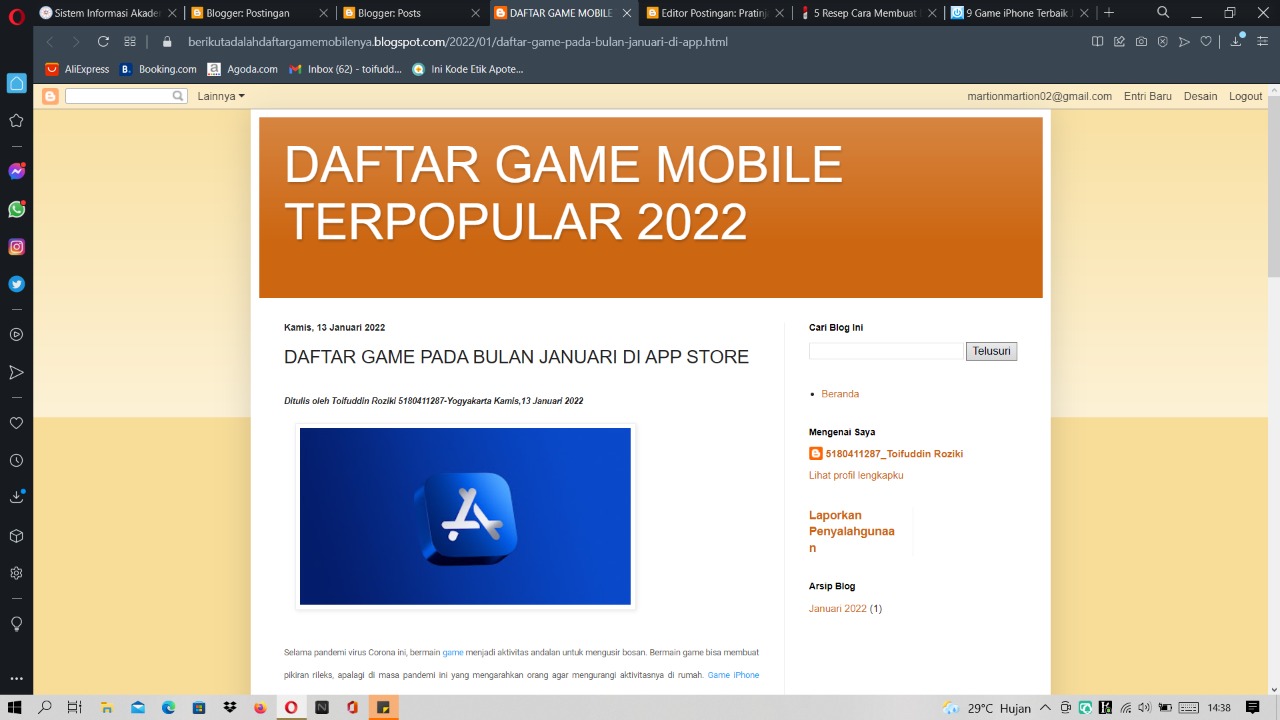 Sistem Informasi Akader
Blogger: Postingan
Blogger: Posts
DAFTAR GAME MOBILE
Editor Postingan: Entri
5 Resep Cara Membuat
9 Game iPhone Terbaik
berikutadalahdaftargamemobilenya.blogspot.com/2022/01/daftar-game-pada-bulan-januari-di-app.html
AliExpress
Booking.com
Agoda.com
Inbox (62) - toifudd...
Ini Kode Etik Apote...
Lainnya
martionmartion02@gmail.com
Entri Baru
Desain
Logout
DAFTAR GAME MOBILE
TERPOPULAR 2022
Kamis, 13 Januari 2022
DAFTAR GAME PADA BULAN JANUARI DI APP STORE
Ditulis oleh Toifuddin Roziki 5180411287-Yogyakarta Kamis,13 Januari 2022
Selama pandemi virus Corona ini, bermain game menjadi aktivitas andalan untuk mengusir bosan. Bermain game bisa membuat
pikiran rileks, apalagi di masa pandemi ini yang mengarahkan orang agar mengurangi aktivitasnya di rumah. Game iPhone
Cari Blog Ini
Telusuri
Beranda
Mengenai Saya
5180411287_Toifuddin Roziki
Lihat profil lengkapku
Laporkan
Penyalahgunaa
n
Arsip Blog
Januari 2022 (1)
29°C Hujan
14:38